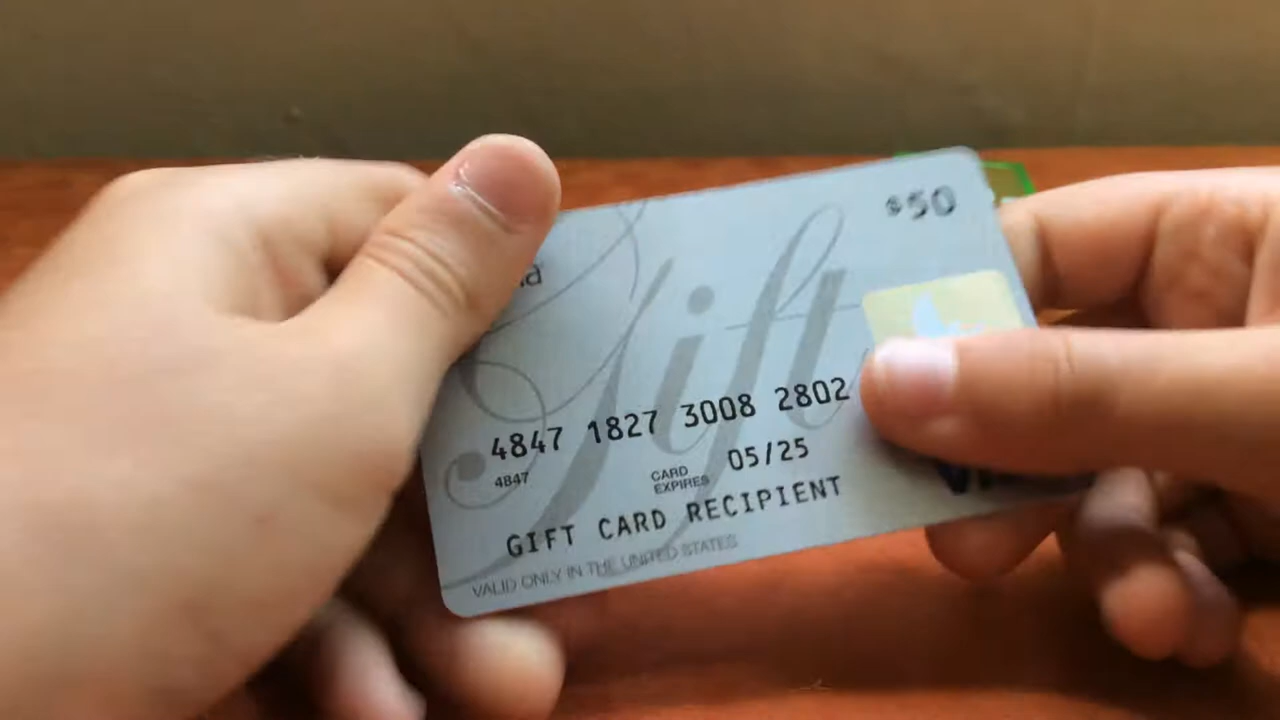 $50
Gift
4847 1827 3008 2802
4847
CARD
EXPIRES 05/25
GIFT CARD RECIPIENT
VALID ONLY IN THE UNITED STATES